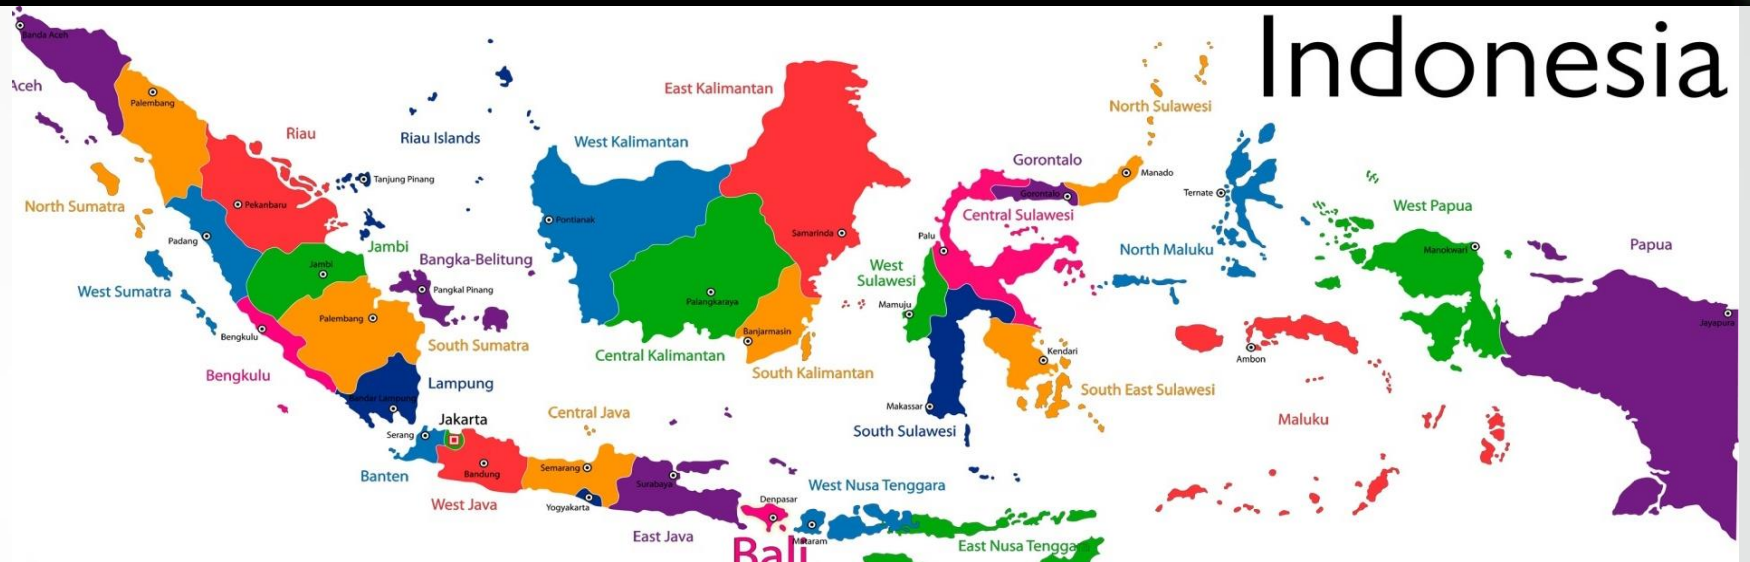 Indonesia
Banda Aceh
Aceh
Palembang
North Sumatra
Riau
Pekanbaru
Riau Islands
Tanjung Pinang
Padang
West Sumatra
Jambi
Jambi
Bangka-Belitung
Pangkal Pinang
Palembang
South Sumatra
Bengkulu
Bengkulu
Lampung
Bandar Lampung
Jakarta
Serang
Banten
Bandung
West Java
Central Java
Semarang
Yogyakarta
Surabaya
East Java
Denpasar
Bali
West Nusa Tenggara
Mataram
East Nusa Tenggara
West Kalimantan
Pontianak
East Kalimantan
Samarinda
Palangkaraya
Central Kalimantan
Banjarmasin
South Kalimantan
North Sulawesi
Manado
Gorontalo
Gorontalo
Central Sulawesi
Palu
West
Sulawesi
Mamuju
Makassar
South Sulawesi
Kendari
South East Sulawesi
Ternate
North Maluku
Ambon
Maluku
West Papua
Manokwari
Papua
Jayapura